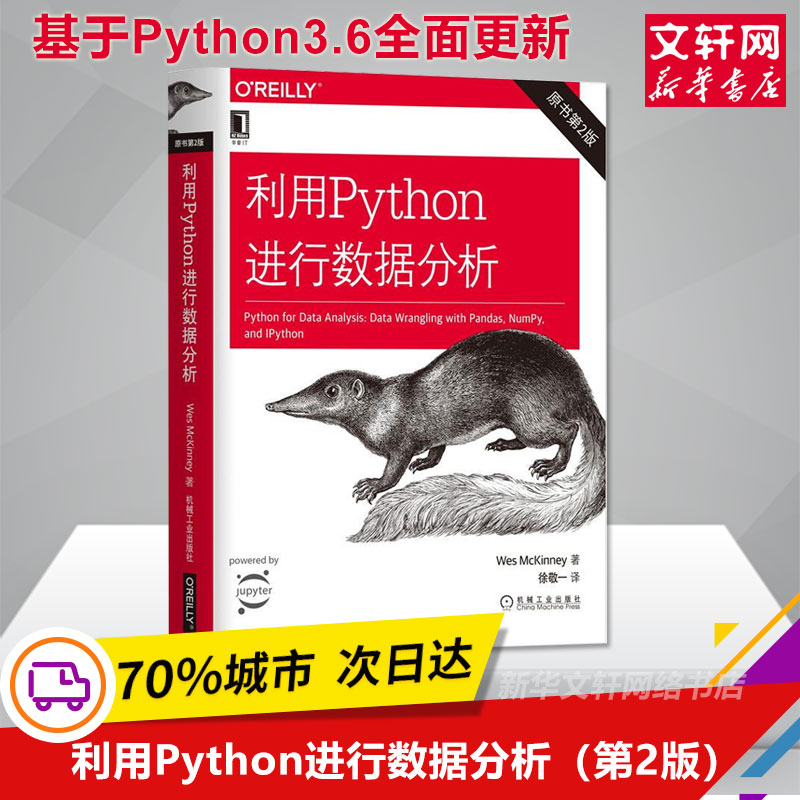 基于Python3.6全面更新
文轩网
新华书店
O'REILLY®
原书第2版
华章IT
利用Python
进行数据分析
Python for Data Analysis: Data Wrangling with Pandas, NumPy,
and IPython
原书第2版
利用Python进行数据分析
Wes McKinney 著
机械工业出版社
O'REILLY®
powered by
jupyter
Wes McKinney 著
徐敬一 译
机械工业出版社
China Machine Press
70%城市 次日达
新华文轩网络书店
利用Python进行数据分析（第2版）